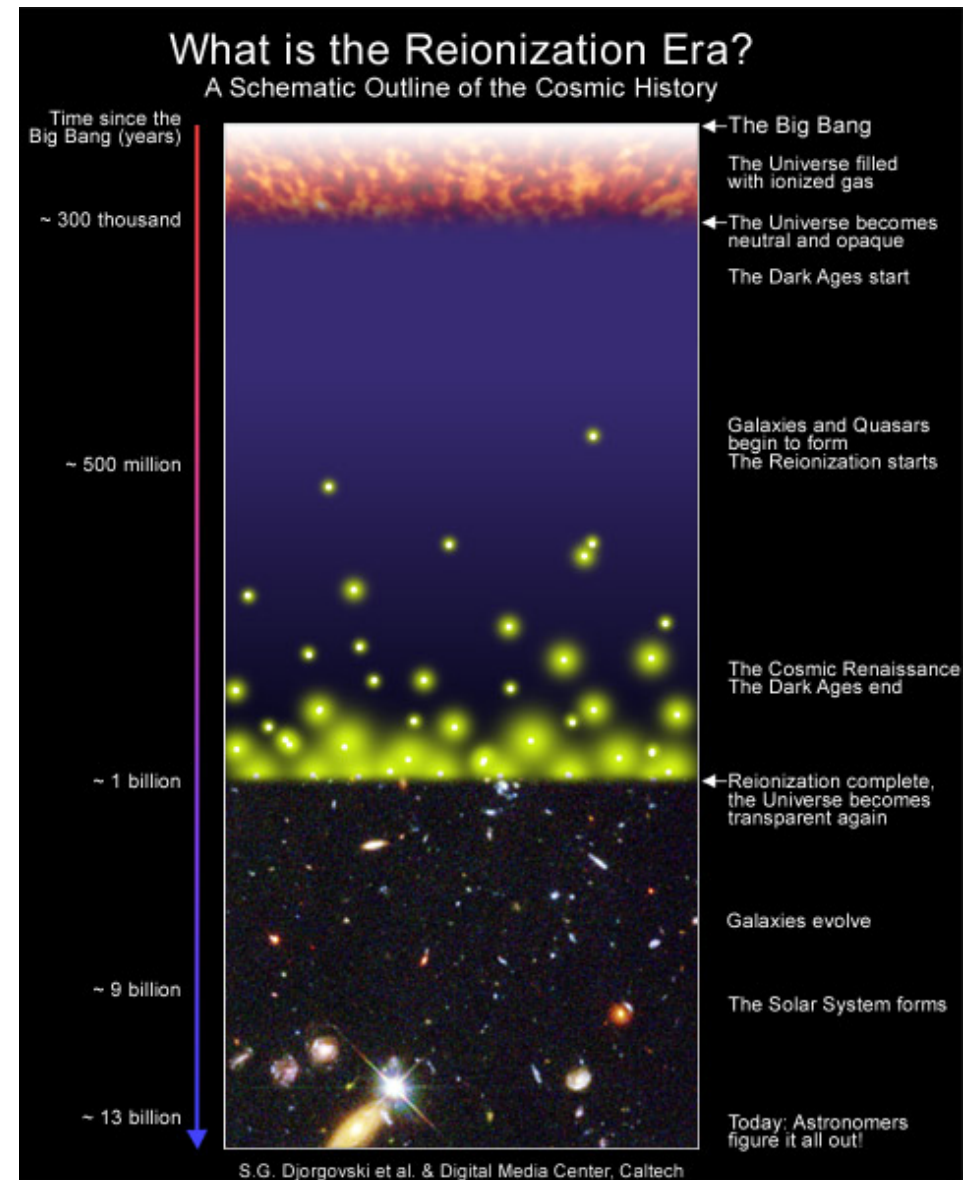 What is the Reionization Era?
A Schematic Outline of the Cosmic History
Time since the
Big Bang (years)
The Big Bang
The Universe filled
with ionized gas
~ 300 thousand
The Universe becomes
neutral and opaque
The Dark Ages start
Galaxies and Quasars
begin to form
The Reionization starts
~ 500 million
The Cosmic Renaissance
The Dark Ages end
~ 1 billion
Reionization complete,
the Universe becomes
transparent again
Galaxies evolve
~ 9 billion
The Solar System forms
~ 13 billion
Today: Astronomers
figure it all out!
S.G. Djorgovski et al. & Digital Media Center, Caltech